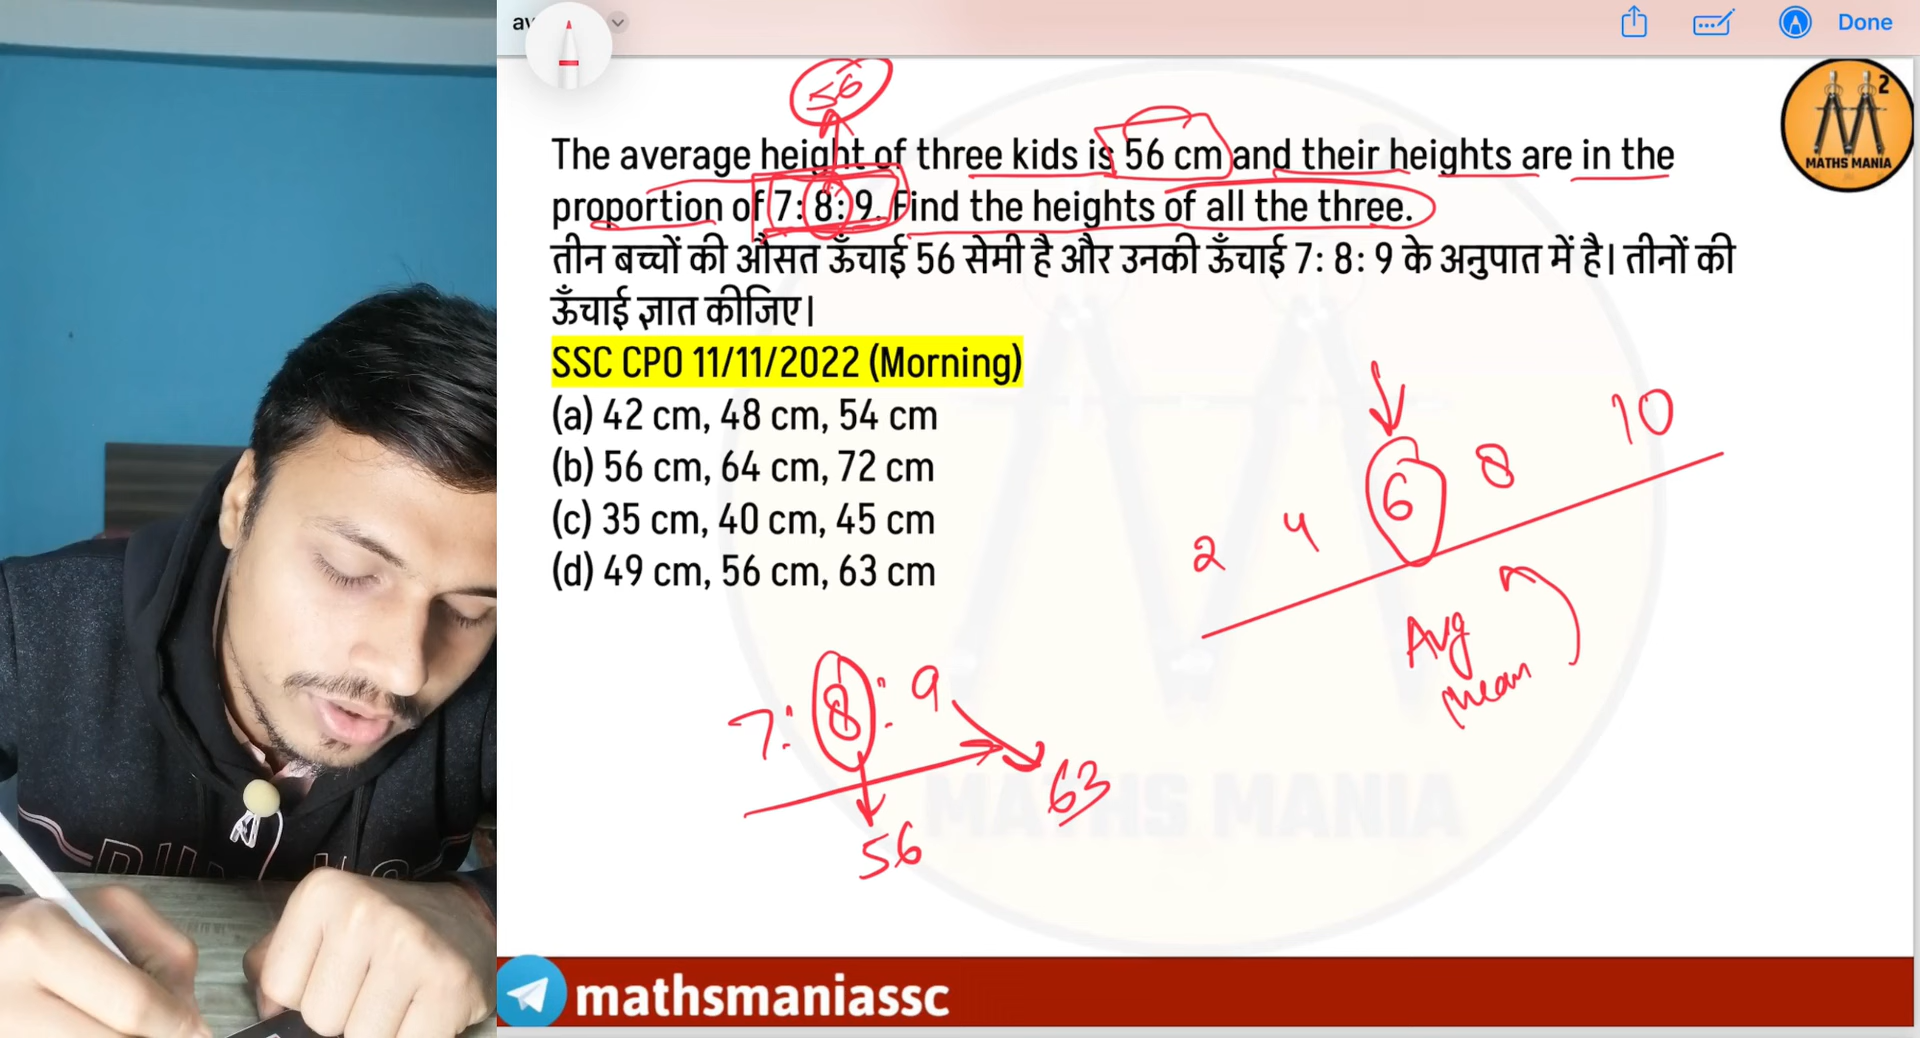 Done
56
2
MATHS MANIA
The average height of three kids is 56 cm and their heights are in the
proportion of 7: 8: 9. Find the heights of all the three.
तीन बच्चों की औसत ऊँचाई 56 सेमी है और उनकी ऊँचाई 7: 8: 9 के अनुपात में है। तीनों की
ऊँचाई ज्ञात कीजिए।
SSC CPO 11/11/2022 (Morning)
(a) 42 cm, 48 cm, 54 cm
(b) 56 cm, 64 cm, 72 cm
(c) 35 cm, 40 cm, 45 cm
(d) 49 cm, 56 cm, 63 cm
2 4 6 8 10
Avg
mean
7: 8: 9
63
56
MATHS MANIA
mathsmaniassc